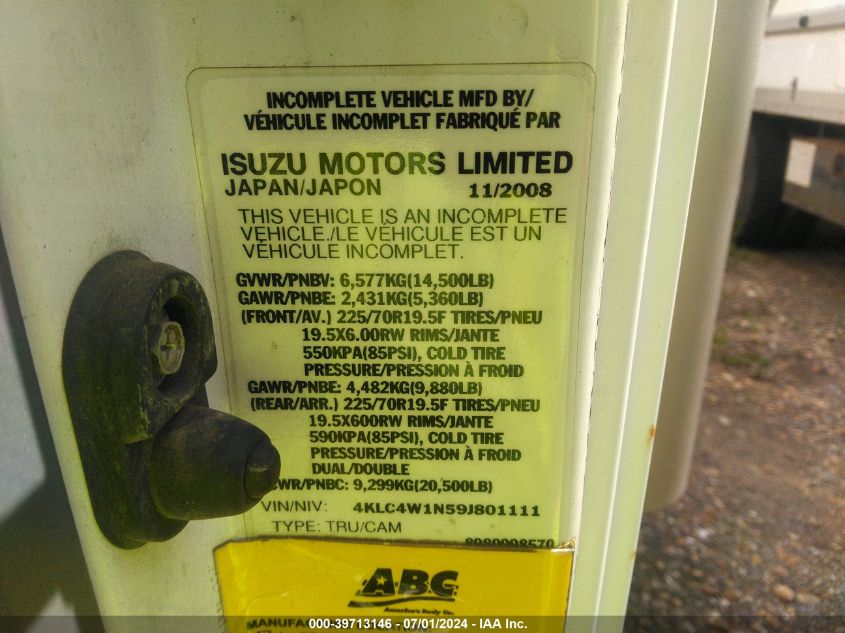 INCOMPLETE VEHICLE MFD BY/
VÉHICULE INCOMPLET FABRIQUÉ PAR
ISUZU MOTORS LIMITED
JAPAN/JAPON 11/2008
THIS VEHICLE IS AN INCOMPLETE
VEHICLE./LE VÉHICULE EST UN
VÉHICULE INCOMPLET.
GVWR/PNBV: 6,577KG(14,500LB)
GAWR/PNBE: 2,431KG(5,360LB)
(FRONT/AV.) 225/70R19.5F TIRES/PNEU
19.5X6.00RW RIMS/JANTE
550KPA(85PSI), COLD TIRE
PRESSURE/PRESSION À FROID
GAWR/PNBE: 4,482KG(9,880LB)
(REAR/ARR.) 225/70R19.5F TIRES/PNEU
19.5X600RW RIMS/JANTE
590KPA(85PSI), COLD TIRE
PRESSURE/PRESSION À FROID
DUAL/DOUBLE
WR/PNBC: 9,299KG(20,500LB)
VIN/NIV: 4KLC4W1N59J801111
TYPE: TRU/CAM
ABC
America's Body Co.
MANUFAC
000-39713146 - 07/01/2024 - IAA Inc.